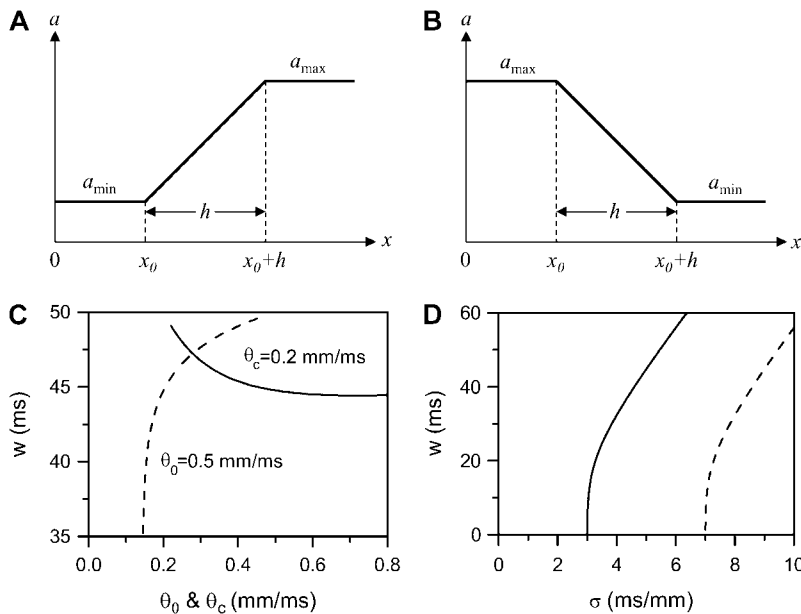 A
a
a_max
a_min
h
0
x_0
x_0+h
x
B
a
a_max
a_min
h
0
x_0
x_0+h
x
C
50
45
40
35
w (ms)
θ_c=0.2 mm/ms
θ_0=0.5 mm/ms
0.0 0.2 0.4 0.6 0.8
θ_0 & θ_c (mm/ms)
D
60
40
20
0
w (ms)
0 2 4 6 8 10
σ (ms/mm)